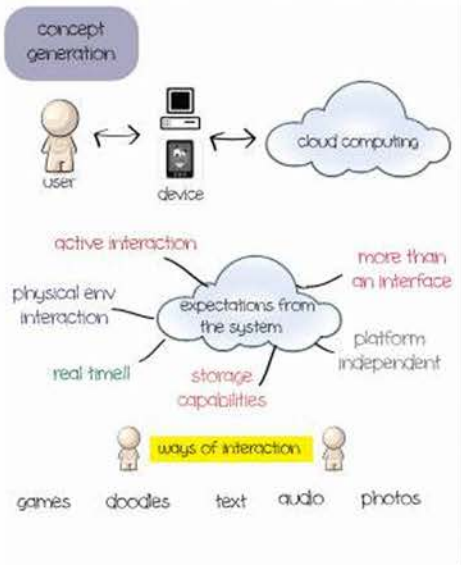 concept
generation
user
device
cloud computing
active interaction
more than
an interface
physical env
interaction
expectations from
the system
platform
independent
real time!!
storage
capabilities
ways of interaction
games doodles text audio photos